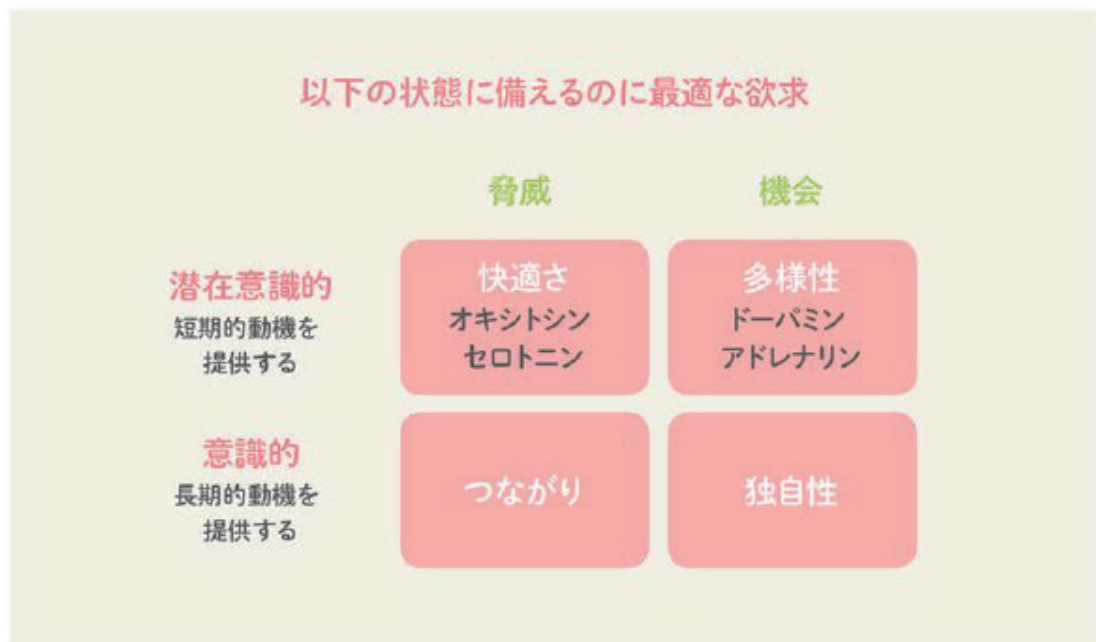 以下の状態に備えるのに最適な欲求
脅威
機会
潜在意識的
短期的動機を
提供する
快適さ
オキシトシン
セロトニン
多様性
ドーパミン
アドレナリン
意識的
長期的動機を
提供する
つながり
独自性